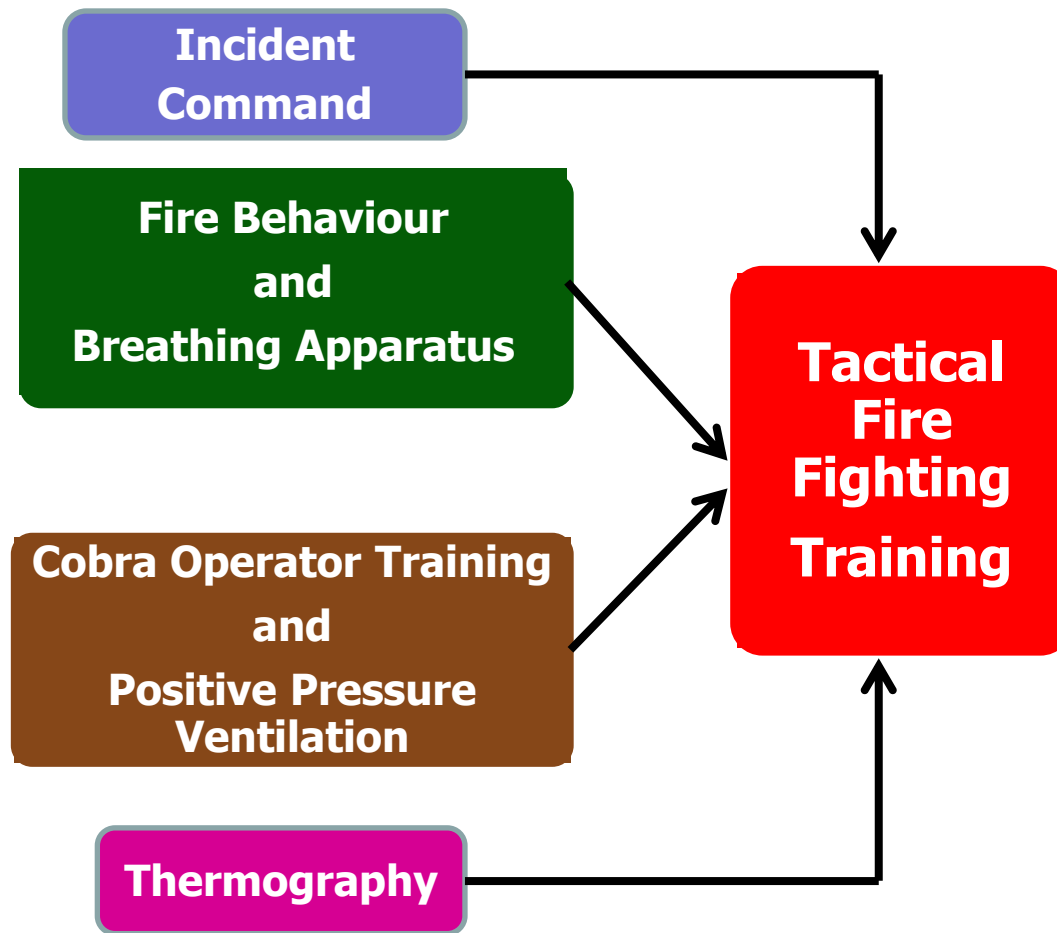 Incident
Command
Fire Behaviour
and
Breathing Apparatus
Cobra Operator Training
and
Positive Pressure
Ventilation
Thermography
Tactical
Fire
Fighting
Training